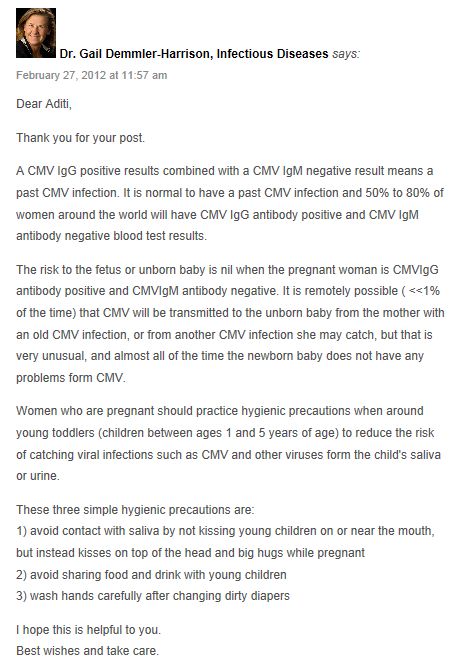 Dr. Gail Demmler-Harrison, Infectious Diseases says:
February 27, 2012 at 11:57 am
Dear Aditi,
Thank you for your post.
A CMV IgG positive results combined with a CMV IgM negative result means a
past CMV infection. It is normal to have a past CMV infection and 50% to 80% of
women around the world will have CMV IgG antibody positive and CMV IgM
antibody negative blood test results.
The risk to the fetus or unborn baby is nil when the pregnant woman is CMVIgG
antibody positive and CMVIgM antibody negative. It is remotely possible ( <<1%
of the time) that CMV will be transmitted to the unborn baby from the mother with
an old CMV infection, or from another CMV infection she may catch, but that is
very unusual, and almost all of the time the newborn baby does not have any
problems form CMV.
Women who are pregnant should practice hygienic precautions when around
young toddlers (children between ages 1 and 5 years of age) to reduce the risk
of catching viral infections such as CMV and other viruses form the child's saliva
or urine.
These three simple hygienic precautions are:
1) avoid contact with saliva by not kissing young children on or near the mouth,
but instead kisses on top of the head and big hugs while pregnant
2) avoid sharing food and drink with young children
3) wash hands carefully after changing dirty diapers
I hope this is helpful to you.
Best wishes and take care.